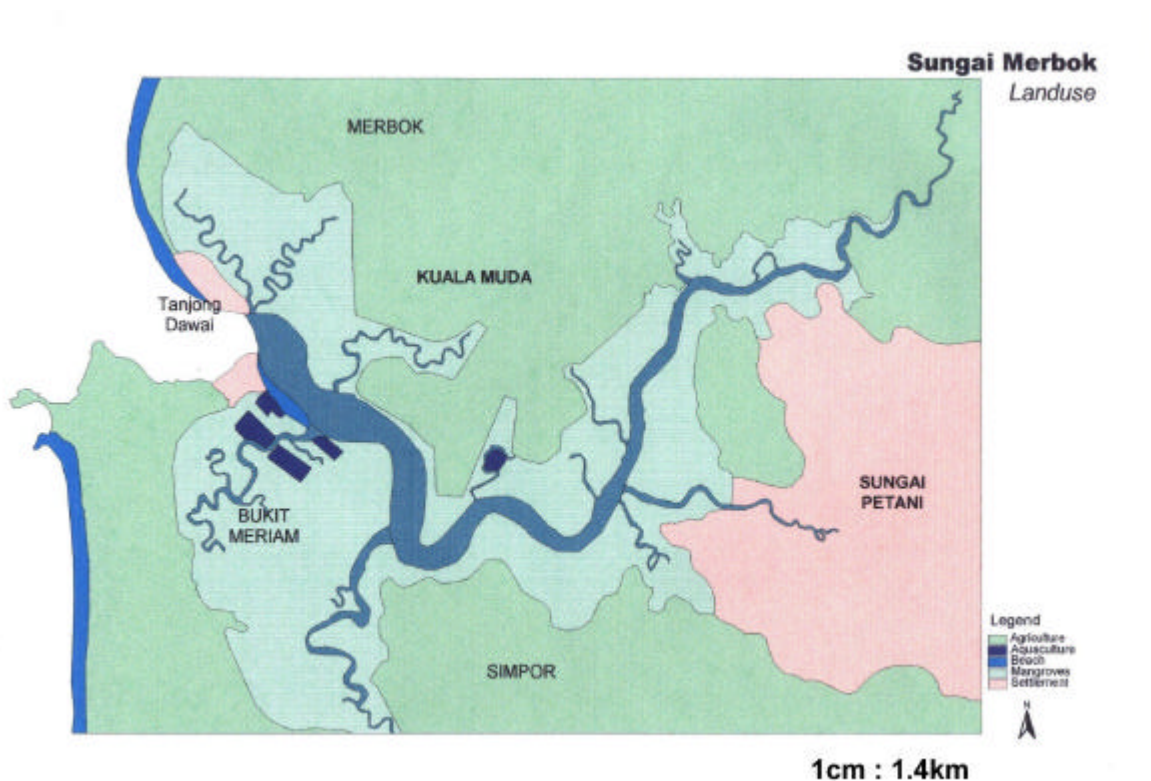 Sungai Merbok
Landuse
MERBOK
KUALA MUDA
Tanjong
Dawai
SUNGAI
PETANI
BUKIT
MERIAM
SIMPOR
Legend
Agriculture
Aquaculture
Beach
Mangroves
Settlement
N
1cm : 1.4km